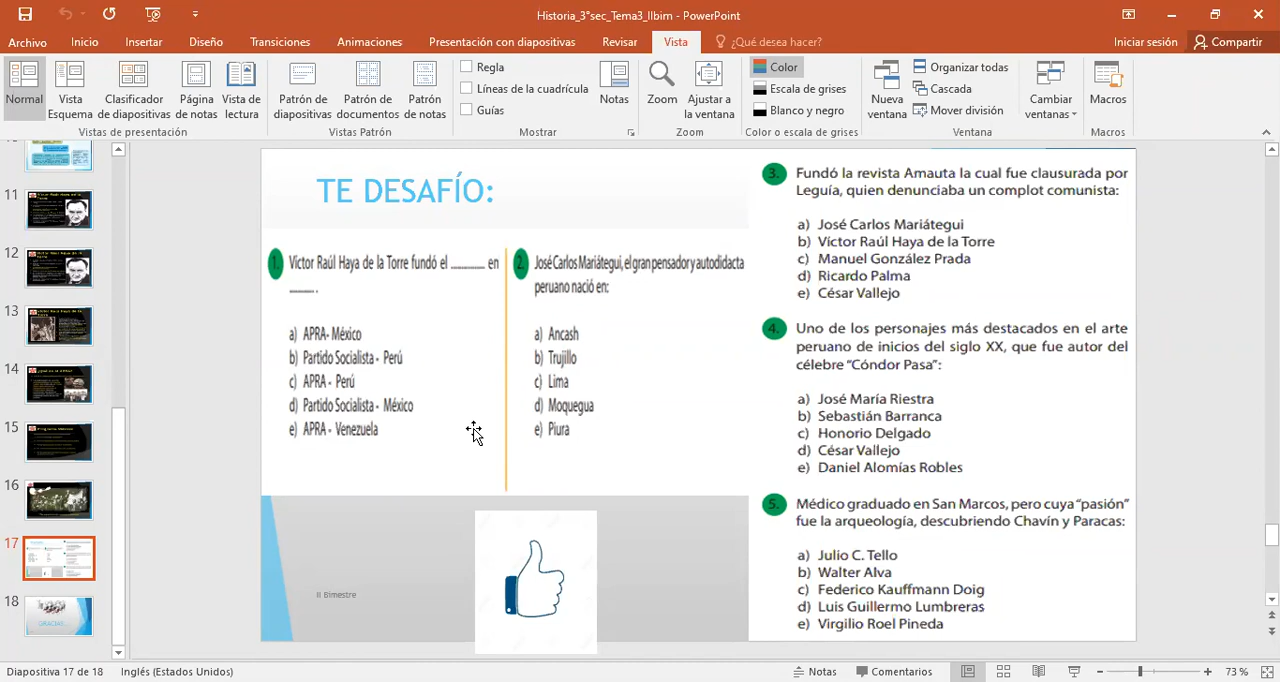 Historia_3°sec_Tema3_IIbim - PowerPoint
Archivo Inicio Insertar Diseño Transiciones Animaciones Presentación con diapositivas Revisar Vista ¿Qué desea hacer? Iniciar sesión Compartir
Normal
Vista Esquema
Clasificador de diapositivas
Página de notas
Vista de lectura
Vistas de presentación
Patrón de diapositivas
Patrón de documentos
Patrón de notas
Vistas Patrón
Regla
Líneas de la cuadrícula
Guías
Mostrar
Notas
Zoom
Ajustar a la ventana
Zoom
Color
Escala de grises
Blanco y negro
Color o escala de grises
Nueva ventana
Organizar todas
Cascada
Mover división
Ventana
Cambiar ventanas
Macros
Macros
11
12
13
14
15
16
17
18
GRACIAS
TE DESAFÍO:
1. Víctor Raúl Haya de la Torre fundó el ............... en
........... .
a) APRA- México
b) Partido Socialista - Perú
c) APRA - Perú
d) Partido Socialista - México
e) APRA - Venezuela
2. José Carlos Mariátegui, el gran pensador y autodidacta
peruano nació en:
a) Ancash
b) Trujillo
c) Lima
d) Moquegua
e) Piura
II Bimestre
3. Fundó la revista Amauta la cual fue clausurada por
Leguía, quien denunciaba un complot comunista:
a) José Carlos Mariátegui
b) Víctor Raúl Haya de la Torre
c) Manuel González Prada
d) Ricardo Palma
e) César Vallejo
4. Uno de los personajes más destacados en el arte
peruano de inicios del siglo XX, que fue autor del
célebre “Cóndor Pasa”:
a) José María Riestra
b) Sebastián Barranca
c) Honorio Delgado
d) César Vallejo
e) Daniel Alomías Robles
5. Médico graduado en San Marcos, pero cuya “pasión”
fue la arqueología, descubriendo Chavín y Paracas:
a) Julio C. Tello
b) Walter Alva
c) Federico Kauffmann Doig
d) Luis Guillermo Lumbreras
e) Virgilio Roel Pineda
Diapositiva 17 de 18 Inglés (Estados Unidos) Notas Comentarios 73 %